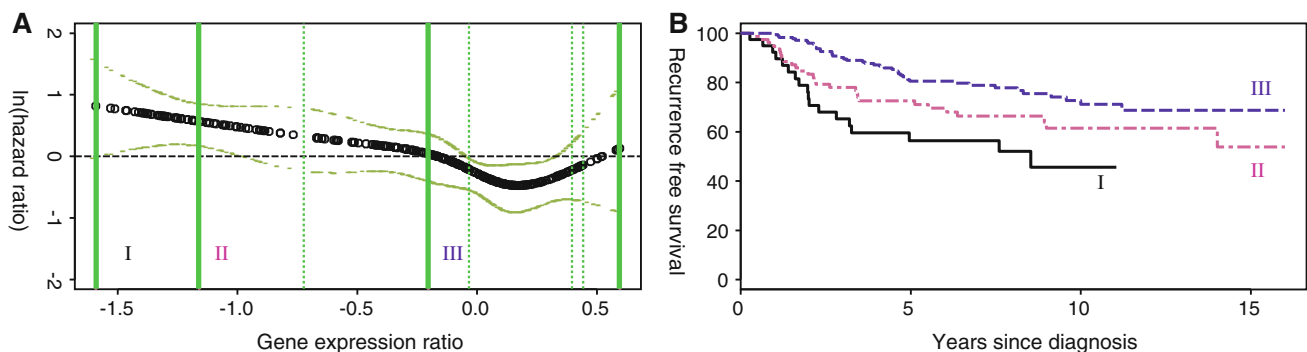 A
ln(hazard ratio)
2
1
0
-1
-2
I
II
III
-1.5
-1.0
-0.5
0.0
0.5
Gene expression ratio
B
Recurrence free survival
100
80
60
40
20
0
III
II
I
0
5
10
15
Years since diagnosis